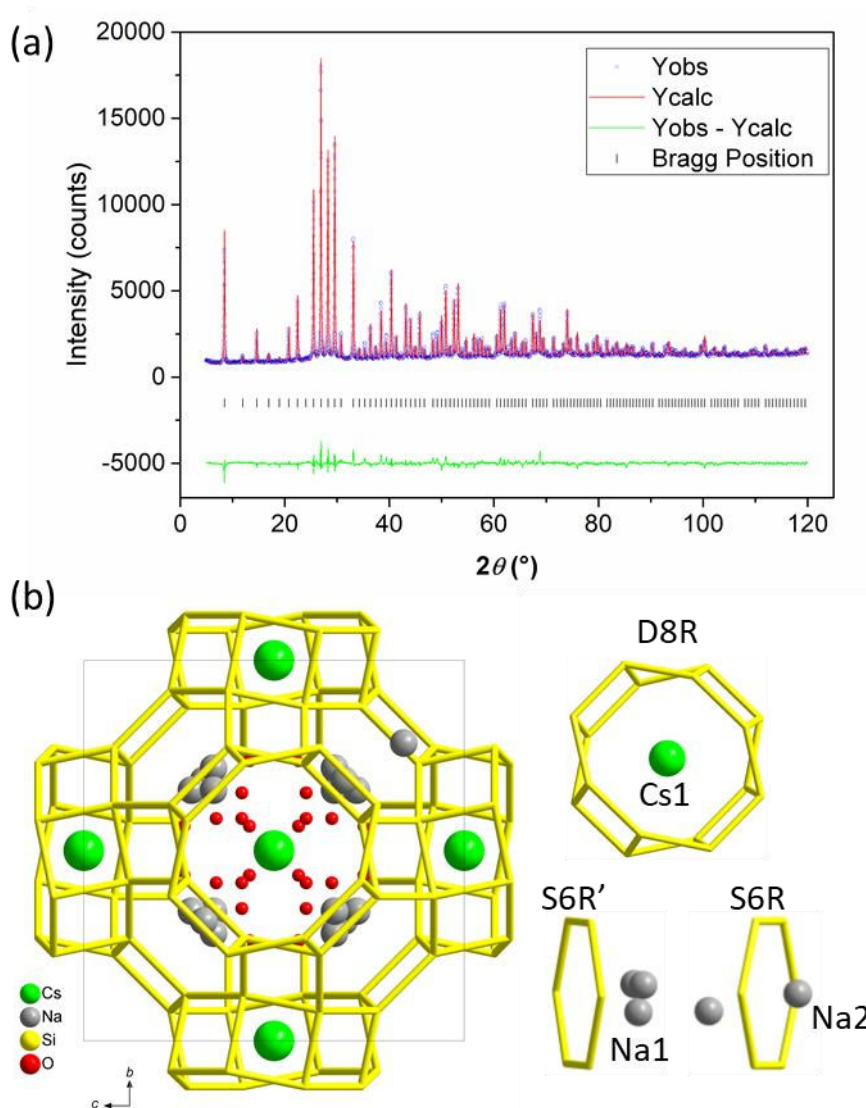 (a)
20000
15000
10000
5000
0
-5000
Intensity (counts)
Yobs
Ycalc
Yobs - Ycalc
Bragg Position
0 20 40 60 80 100 120
2θ (°)
(b)
D8R
Cs1
S6R’ S6R
Na1 Na2
Cs
Na
Si
O
b
c